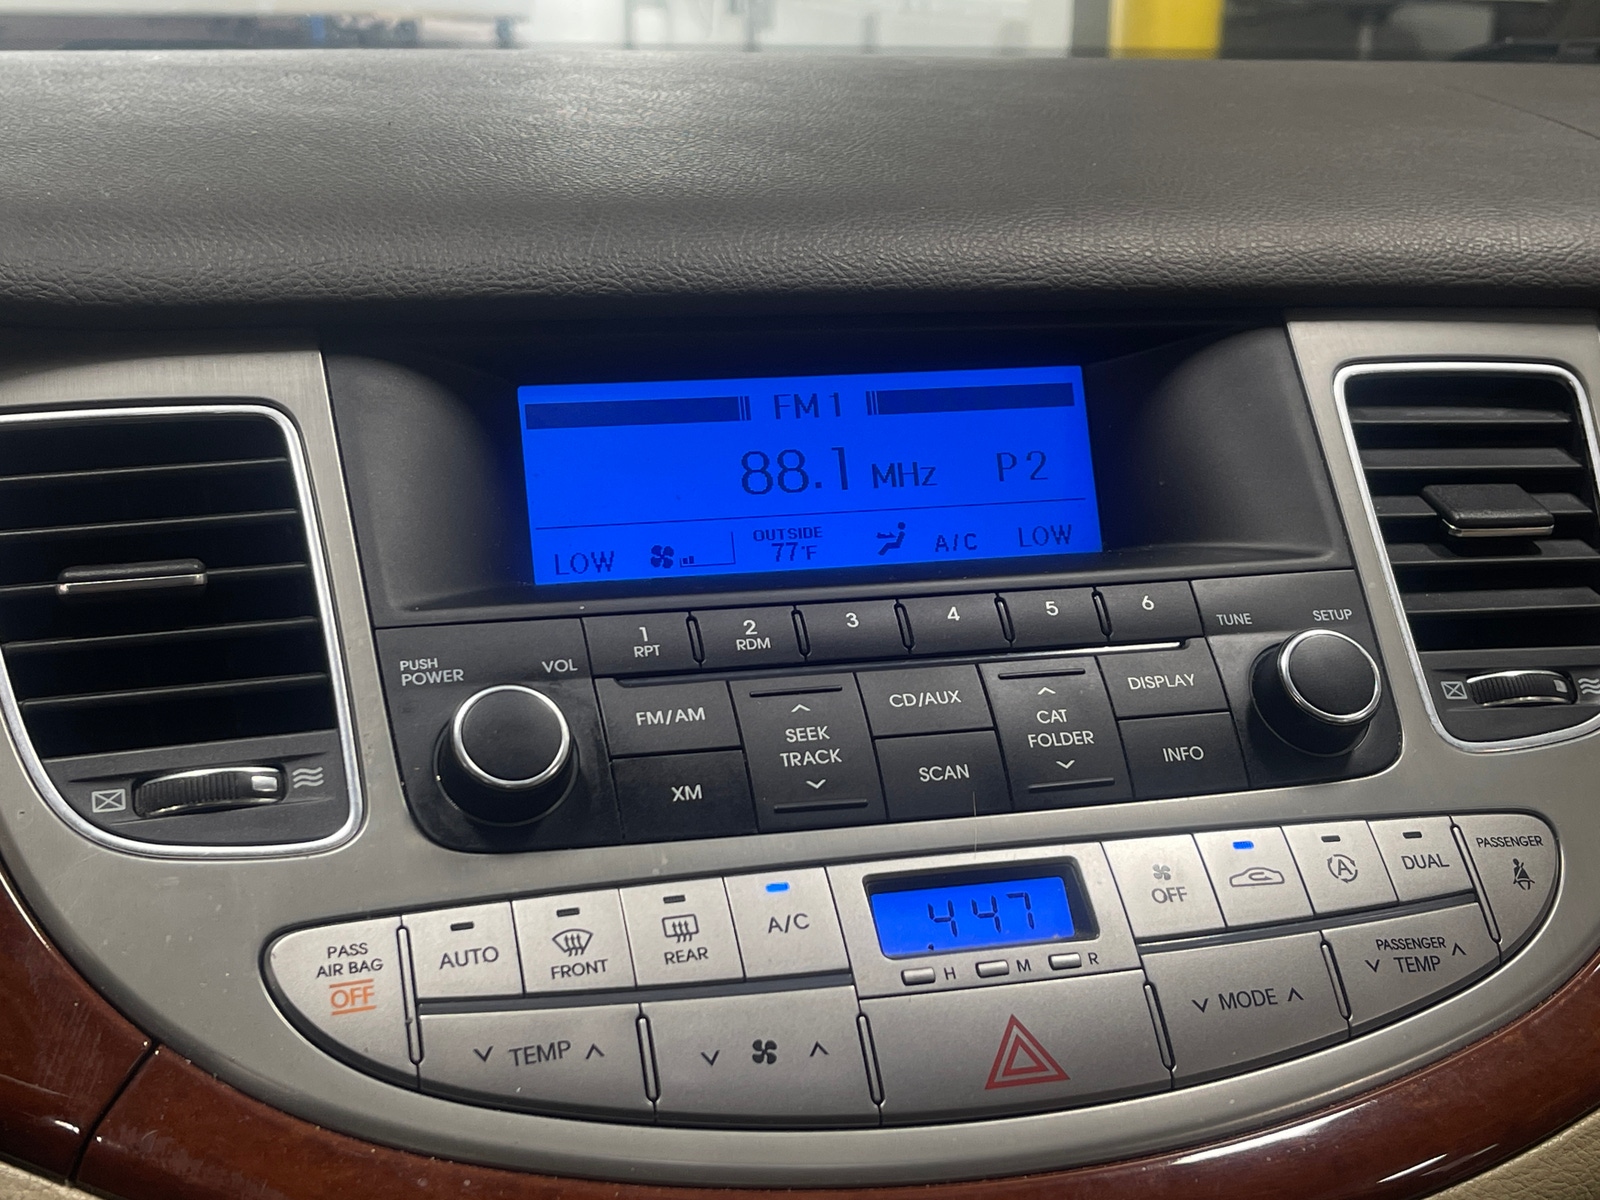 FM1
88.1 MHz P2
LOW OUTSIDE 77°F A/C LOW
1 RPT
2 RDM
3
4
5
6
TUNE
SETUP
PUSH POWER
VOL
FM/AM
SEEK TRACK
CD/AUX
CAT FOLDER
DISPLAY
XM
SCAN
INFO
PASS AIR BAG OFF
AUTO
FRONT
REAR
A/C
4 47
H M R
OFF
A
DUAL
PASSENGER
TEMP
MODE
PASSENGER TEMP